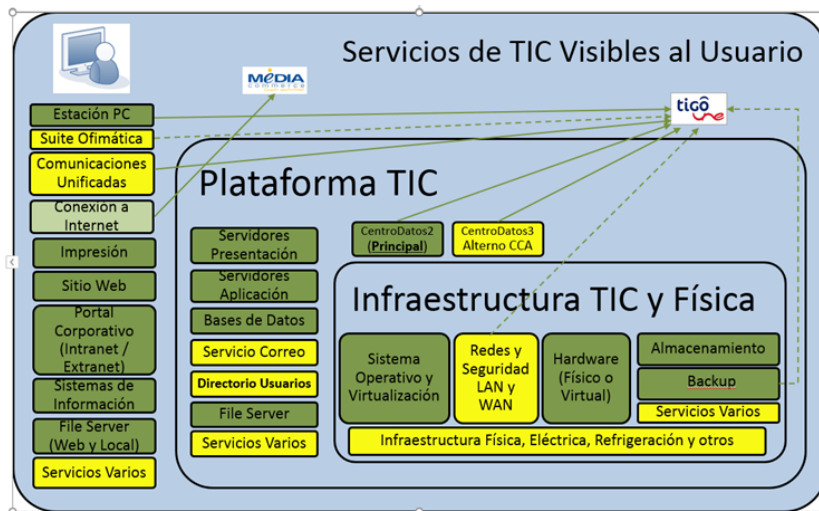 Servicios de TIC Visibles al Usuario
MEDIA
commerce
tigo
une
Estación PC
Suite Ofimática
Comunicaciones
Unificadas
Conexión a
Internet
Impresión
Sitio Web
Portal
Corporativo
(Intranet /
Extranet)
Sistemas de
Información
File Server
(Web y Local)
Servicios Varios
Plataforma TIC
Servidores
Presentación
Servidores
Aplicación
Bases de Datos
Servicio Correo
Directorio Usuarios
File Server
Servicios Varios
CentroDatos2
(Principal)
CentroDatos3
Alterno CCA
Infraestructura TIC y Física
Sistema
Operativo y
Virtualización
Redes y
Seguridad
LAN y
WAN
Hardware
(Físico o
Virtual)
Almacenamiento
Backup
Servicios Varios
Infraestructura Física, Eléctrica, Refrigeración y otros